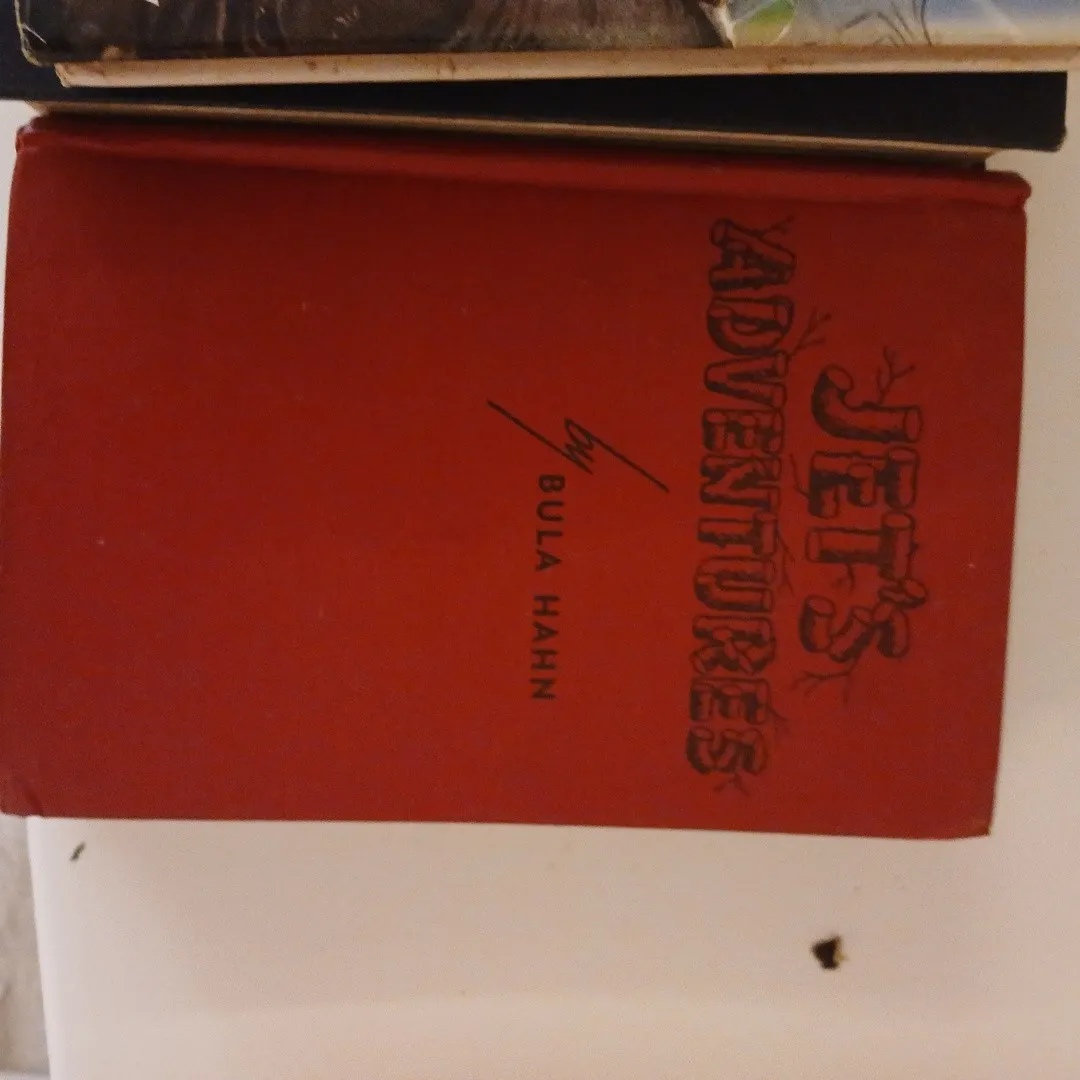 JET'S
ADVENTURES
by
BULA HAHN